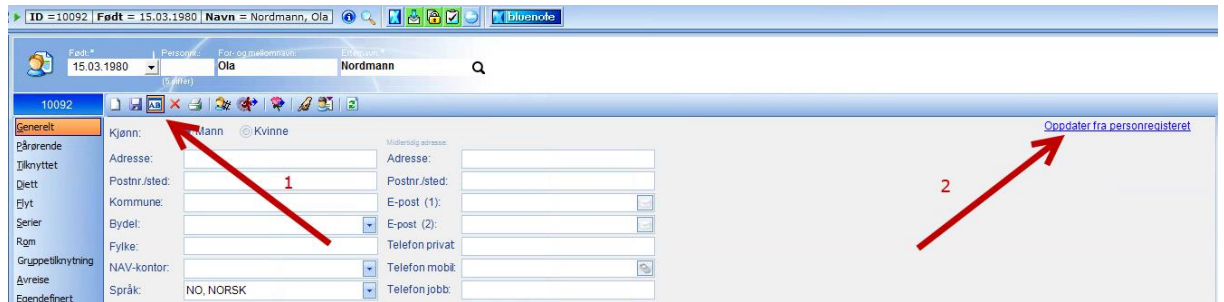 ID =10092 Født = 15.03.1980 Navn = Nordmann, Ola bluenote
Født:* Personnr.: For- og mellomnavn: Etternavn:*
15.03.1980 Ola Nordmann
(5 siffer)
10092 AB
Generelt Kjønn: Mann Kvinne Oppdater fra personregisteret
Pårørende Midlertidig adresse:
Tilknyttet Adresse: Adresse:
Diett Postnr./sted: 1 Postnr./sted: 2
Flyt Kommune: E-post (1):
Serier Bydel: E-post (2):
Rom Fylke: Telefon privat
Gruppetilknytning NAV-kontor: Telefon mobil:
Avreise Språk: NO, NORSK Telefon jobb:
Egendefinert